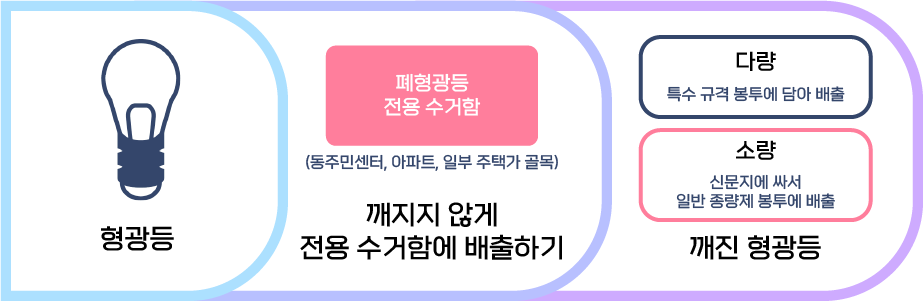 형광등
폐형광등
전용 수거함
(동주민센터, 아파트, 일부 주택가 골목)
깨지지 않게
전용 수거함에 배출하기
다량
특수 규격 봉투에 담아 배출
소량
신문지에 싸서
일반 종량제 봉투에 배출
깨진 형광등